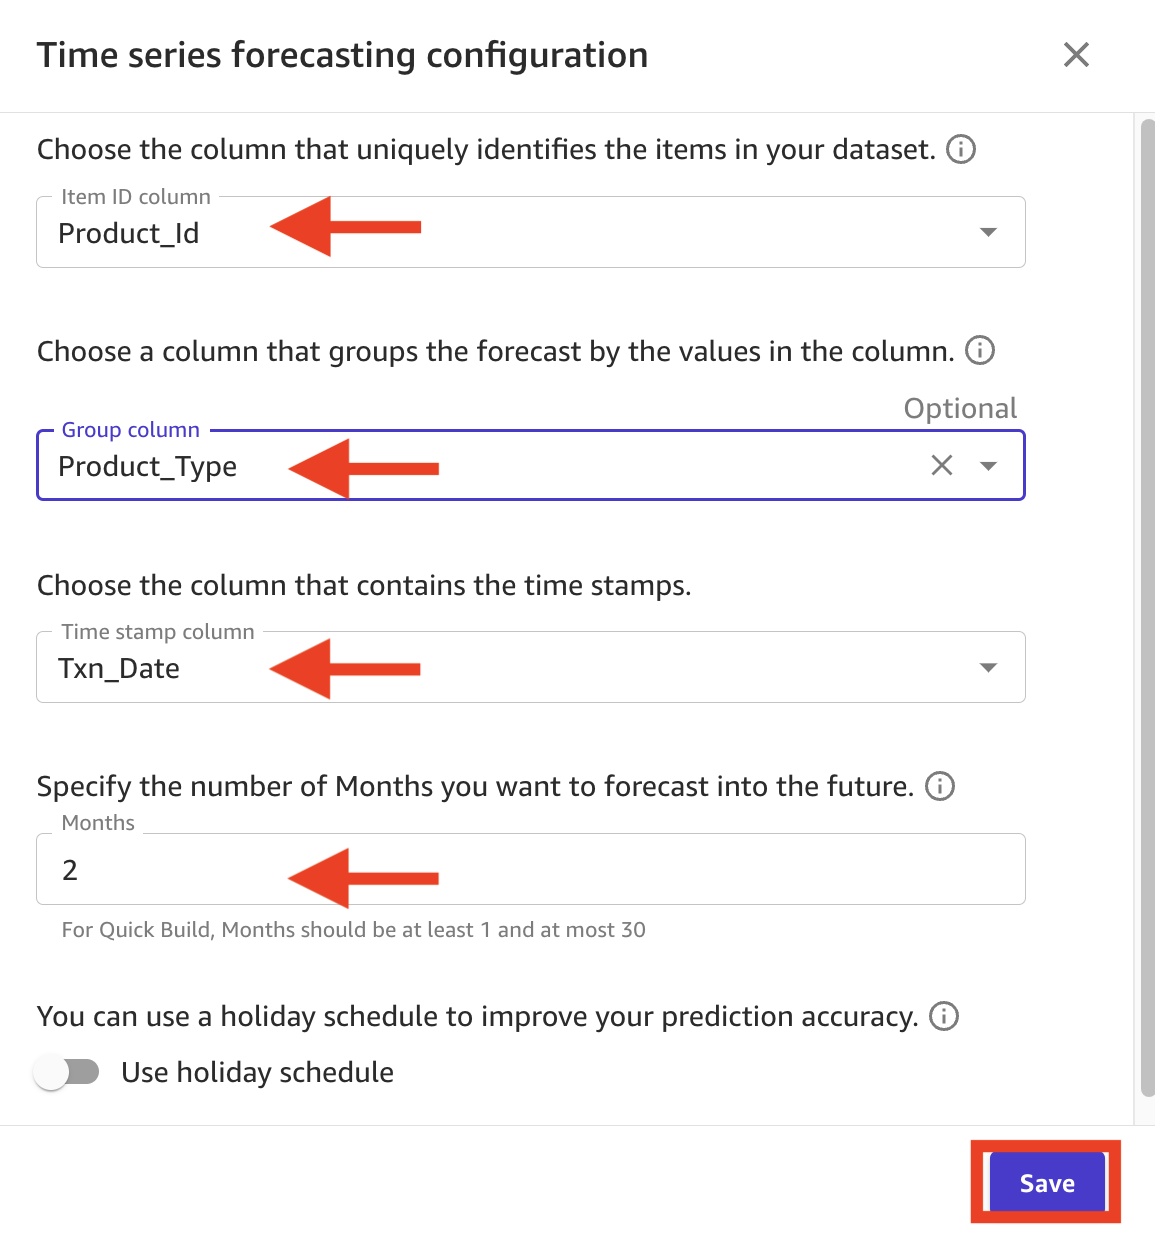 Time series forecasting configuration
Choose the column that uniquely identifies the items in your dataset.
Item ID column
Product_Id
Choose a column that groups the forecast by the values in the column.
Optional
Group column
Product_Type
Choose the column that contains the time stamps.
Time stamp column
Txn_Date
Specify the number of Months you want to forecast into the future.
Months
2
For Quick Build, Months should be at least 1 and at most 30
You can use a holiday schedule to improve your prediction accuracy.
Use holiday schedule
Save